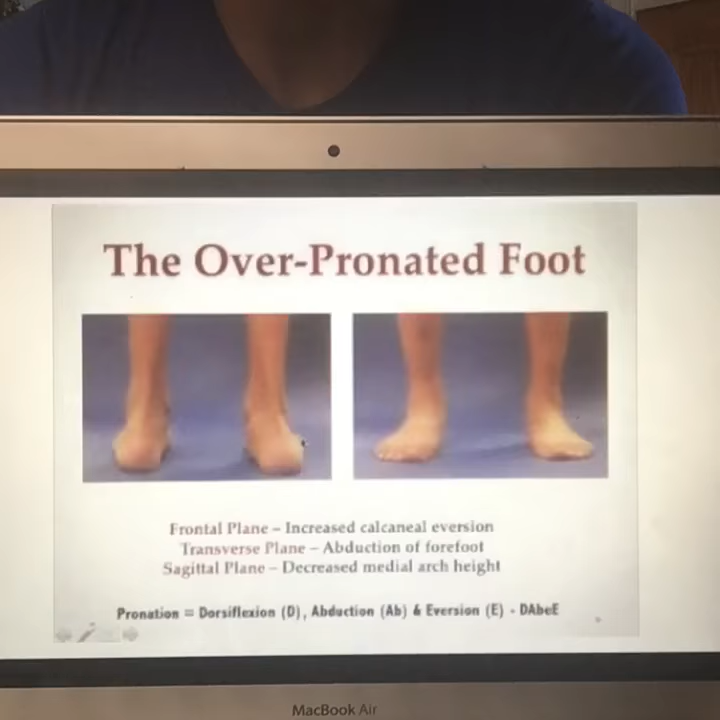 The Over-Pronated Foot
Frontal Plane – Increased calcaneal eversion
Transverse Plane – Abduction of forefoot
Sagittal Plane – Decreased medial arch height
Pronation = Dorsiflexion (D), Abduction (Ab) & Eversion (E) - DAbeE
MacBook Air